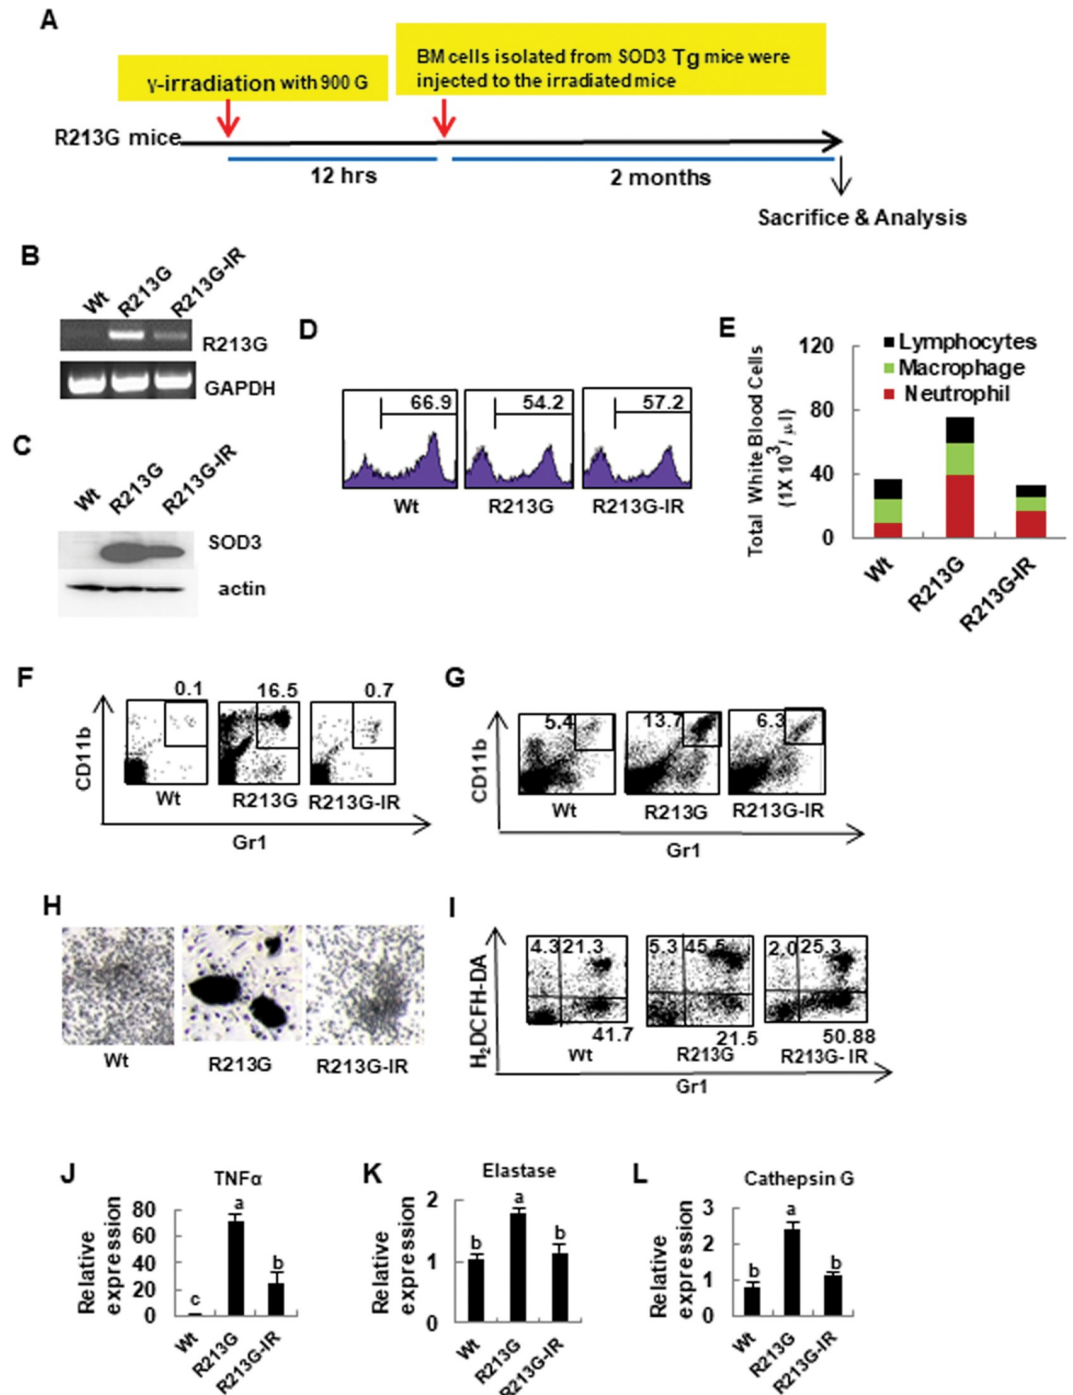 A
γ-irradiation with 900 G
BM cells isolated from SOD3 Tg mice were
injected to the irradiated mice
R213G mice
12 hrs
2 months
Sacrifice & Analysis
B
Wt
R213G
R213G-IR
R213G
GAPDH
C
Wt
R213G
R213G-IR
SOD3
actin
D
66.9
54.2
57.2
Wt
R213G
R213G-IR
E
Total White Blood Cells
(1X 10³/ μl)
120
80
40
0
Lymphocytes
Macrophage
Neutrophil
Wt
R213G
R213G-IR
F
CD11b
0.1
16.5
0.7
Wt
R213G
R213G-IR
Gr1
G
CD11b
5.4
13.7
6.3
Wt
R213G
R213G-IR
Gr1
H
Wt
R213G
R213G-IR
I
H₂DCFH-DA
4.3 21.3
5.3 45.5
2.0 25.3
41.7
21.5
50.88
Wt
R213G
R213G- IR
Gr1
J
TNFα
Relative
expression
80
60
40
20
0
c
a
b
Wt
R213G
R213G-IR
K
Elastase
Relative
expression
2
1
0
b
a
b
Wt
R213G
R213G-IR
L
Cathepsin G
Relative
expression
3
2
1
0
b
a
b
Wt
R213G
R213G-IR